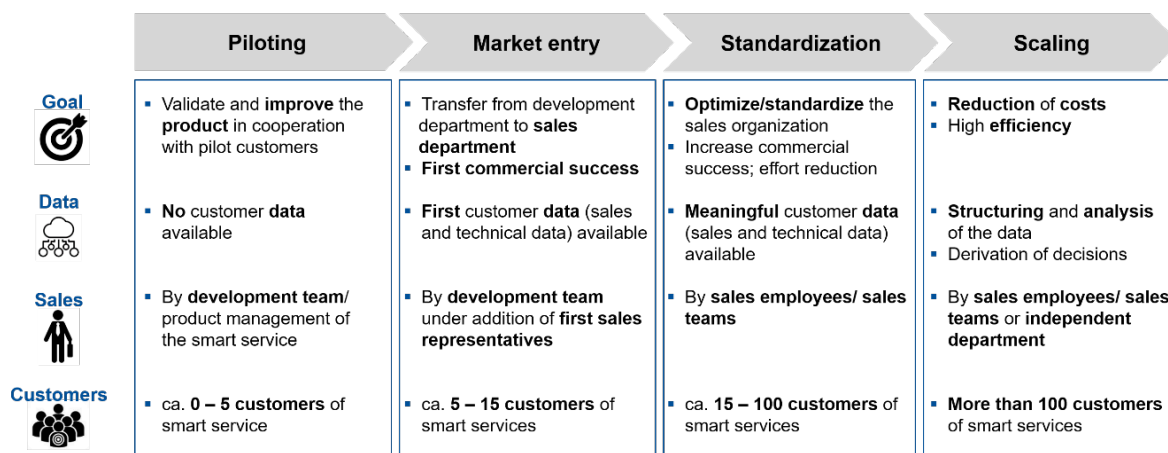 Piloting
Market entry
Standardization
Scaling
Goal
▪ Validate and improve the
product in cooperation
with pilot customers
▪ Transfer from development
department to sales
department
▪ First commercial success
▪ Optimize/standardize the
sales organization
▪ Increase commercial
success; effort reduction
▪ Reduction of costs
▪ High efficiency
Data
▪ No customer data
available
▪ First customer data (sales
and technical data) available
▪ Meaningful customer data
(sales and technical data)
available
▪ Structuring and analysis
of the data
▪ Derivation of decisions
Sales
▪ By development team/
product management of
the smart service
▪ By development team
under addition of first sales
representatives
▪ By sales employees/ sales
teams
▪ By sales employees/ sales
teams or independent
department
Customers
▪ ca. 0 – 5 customers of
smart service
▪ ca. 5 – 15 customers of
smart services
▪ ca. 15 – 100 customers of
smart services
▪ More than 100 customers
of smart services